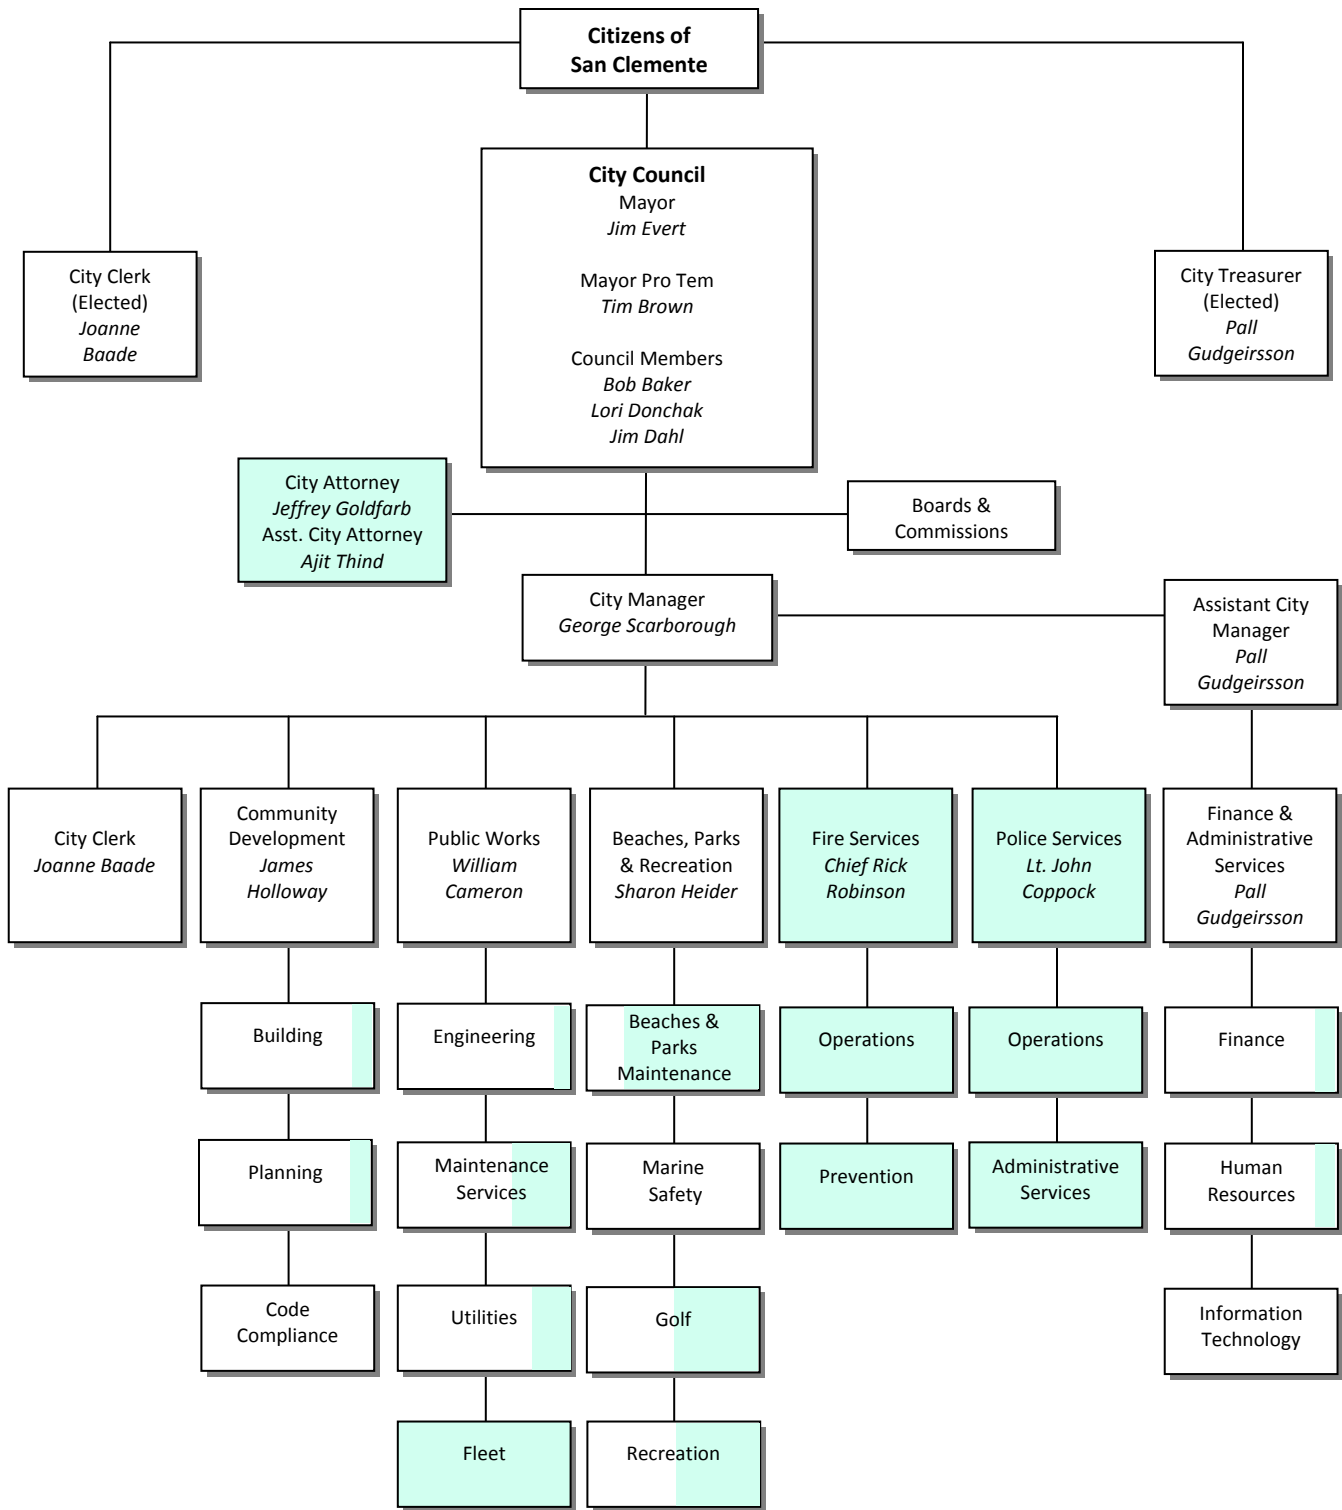 Citizens of
San Clemente
City Council
Mayor
Jim Evert
Mayor Pro Tem
Tim Brown
Council Members
Bob Baker
Lori Donchak
Jim Dahl
City Clerk
(Elected)
Joanne
Baade
City Treasurer
(Elected)
Pall
Gudgeirsson
City Attorney
Jeffrey Goldfarb
Asst. City Attorney
Ajit Thind
Boards &
Commissions
City Manager
George Scarborough
Assistant City
Manager
Pall
Gudgeirsson
City Clerk
Joanne Baade
Community
Development
James
Holloway
Public Works
William
Cameron
Beaches, Parks
& Recreation
Sharon Heider
Fire Services
Chief Rick
Robinson
Police Services
Lt. John
Coppock
Finance &
Administrative
Services
Pall
Gudgeirsson
Building
Engineering
Beaches &
Parks
Maintenance
Operations
Operations
Finance
Planning
Maintenance
Services
Marine
Safety
Prevention
Administrative
Services
Human
Resources
Code
Compliance
Utilities
Golf
Information
Technology
Fleet
Recreation